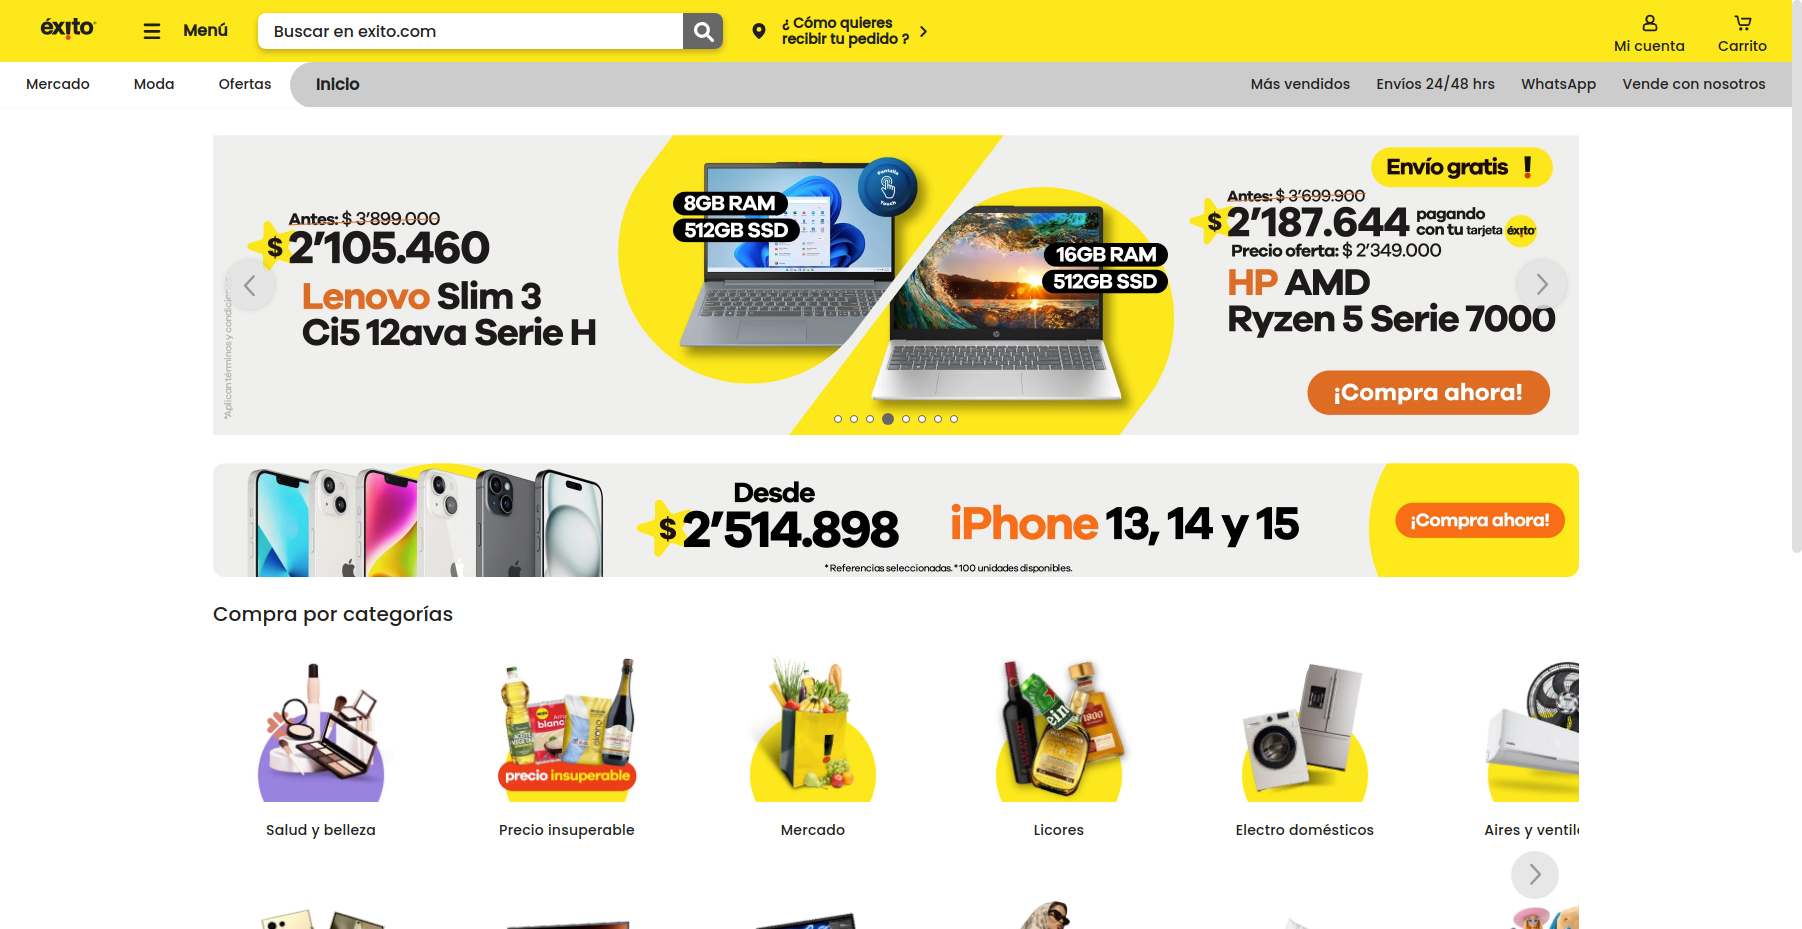 éxito
Menú
Buscar en exito.com
¿ Cómo quieres
recibir tu pedido ?
Mi cuenta
Carrito
Mercado
Moda
Ofertas
Inicio
Más vendidos
Envíos 24/48 hrs
WhatsApp
Vende con nosotros
Antes: $ 3'899.000
$ 2'105.460
Lenovo Slim 3
Ci5 12ava Serie H
8GB RAM
512GB SSD
Pantalla
Touch
16GB RAM
512GB SSD
Envío gratis !
Antes: $ 3'699.900
$ 2'187.644 pagando
con tu tarjeta éxito
Precio oferta: $ 2'349.000
HP AMD
Ryzen 5 Serie 7000
¡Compra ahora!
*Aplican términos y
Desde
$ 2'514.898
iPhone 13, 14 y 15
¡Compra ahora!
*Referencias seleccionadas. *100 unidades disponibles.
Compra por categorías
precio insuperable
1800
Salud y belleza
Precio insuperable
Mercado
Licores
Electro domésticos
Aires y